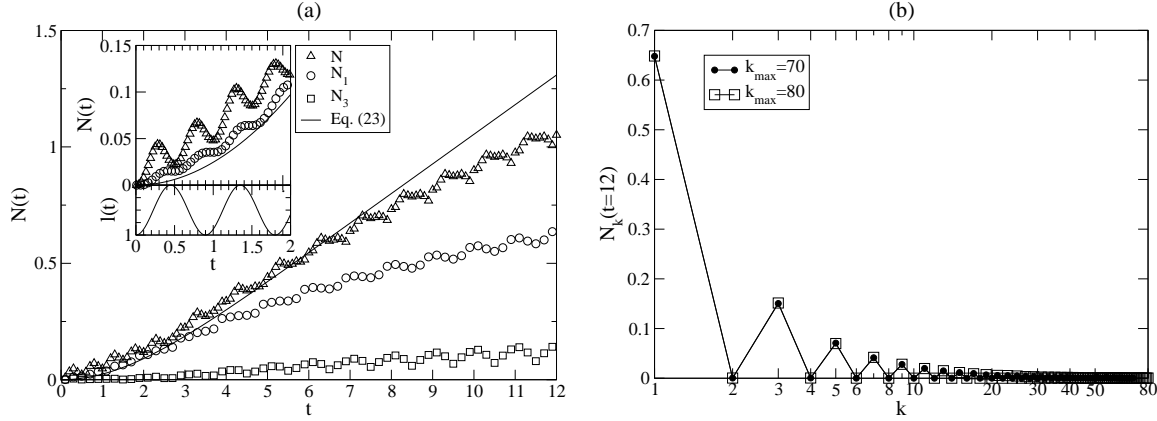 (a)
1.5
1
0.5
0
N(t)
0 1 2 3 4 5 6 7 8 9 10 11 12
t
0.15
0.1
0.05
0
N(t)
1
l(t)
0 0.5 1 1.5 2
t
N
N1
N3
Eq. (23)
(b)
0.7
0.6
0.5
0.4
0.3
0.2
0.1
0
Nk(t=12)
1 2 3 4 5 6 8 10 20 30 50 80
k
kmax=70
kmax=80